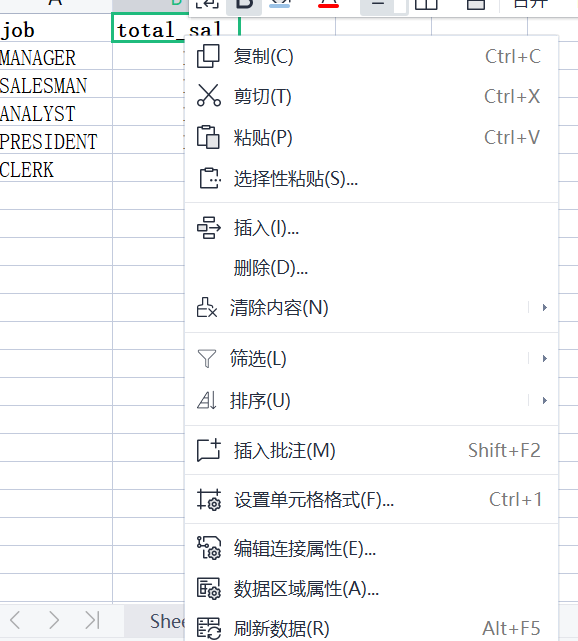 合并
A
job total_sal
MANAGER
SALESMAN
ANALYST
PRESIDENT
CLERK
复制(C) Ctrl+C
剪切(T) Ctrl+X
粘贴(P) Ctrl+V
选择性粘贴(S)...
插入(I)...
删除(D)...
清除内容(N)
筛选(L)
排序(U)
插入批注(M) Shift+F2
设置单元格格式(F)... Ctrl+1
编辑连接属性(E)...
数据区域属性(A)...
刷新数据(R) Alt+F5